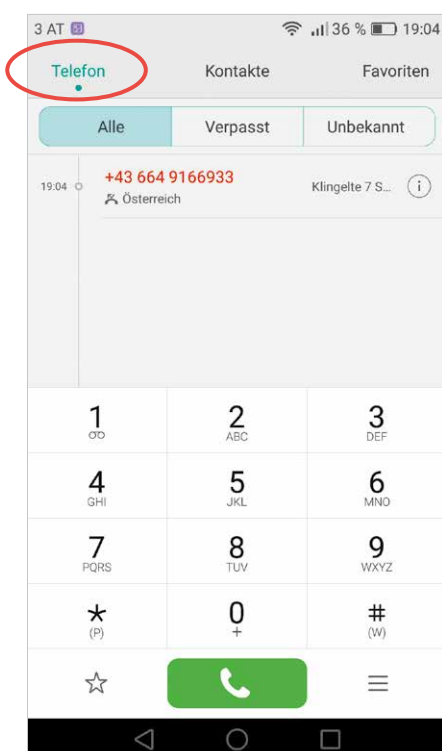 3 AT 36 % 19:04
Telefon Kontakte Favoriten
Alle Verpasst Unbekannt
19:04 +43 664 9166933 Klingelte 7 S... i
Österreich
1 2 3
ABC DEF
4 5 6
GHI JKL MNO
7 8 9
PQRS TUV WXYZ
* 0 #
(P) + (W)